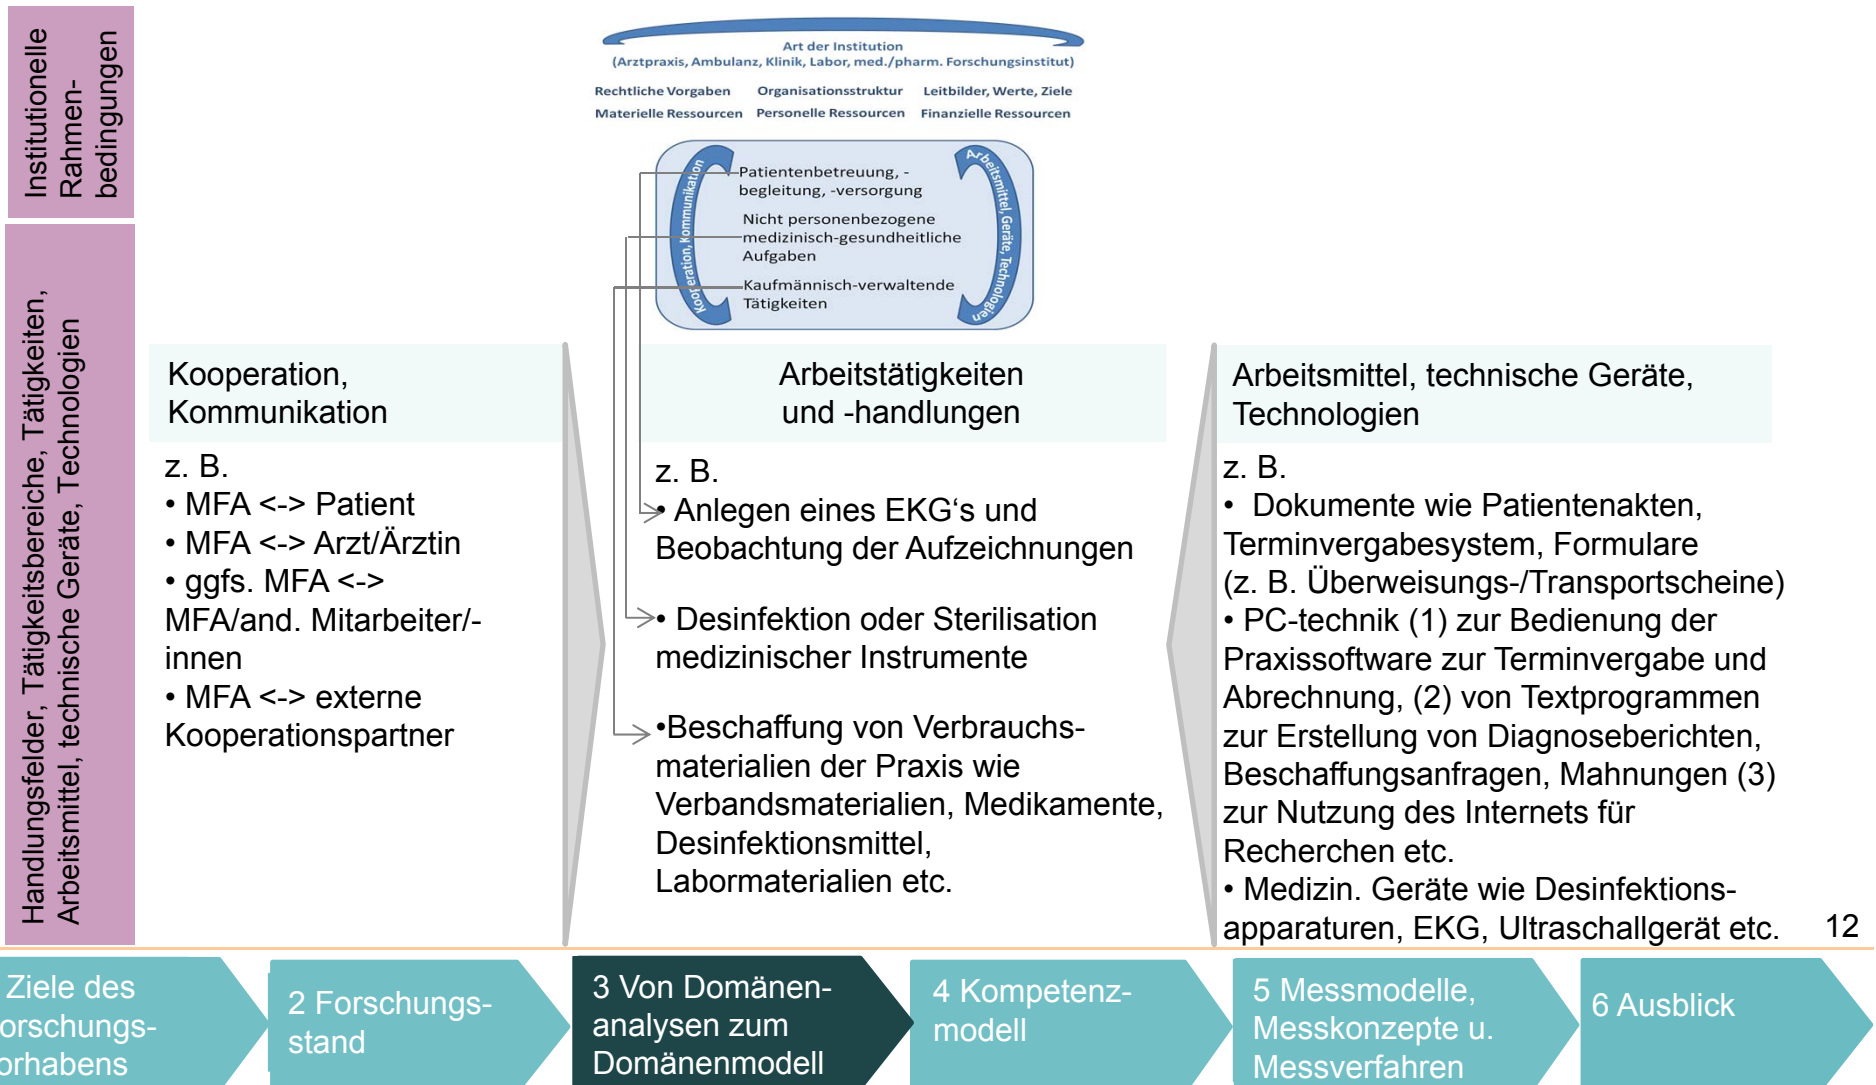 Institutionelle
Rahmen-
bedingungen
Art der Institution
(Arztpraxis, Ambulanz, Klinik, Labor, med./pharm. Forschungsinstitut)
Rechtliche Vorgaben Organisationsstruktur Leitbilder, Werte, Ziele
Materielle Ressourcen Personelle Ressourcen Finanzielle Ressourcen
Kooperation, Kommunikation
Patientenbetreuung, -
begleitung, -versorgung
Nicht personenbezogene
medizinisch-gesundheitliche
Aufgaben
Kaufmännisch-verwaltende
Tätigkeiten
Arbeitsmittel, Geräte, Technologien
Handlungsfelder, Tätigkeitsbereiche, Tätigkeiten,
Arbeitsmittel, technische Geräte, Technologien
Kooperation,
Kommunikation
z. B.
• MFA <-> Patient
• MFA <-> Arzt/Ärztin
• ggfs. MFA <->
MFA/and. Mitarbeiter/-
innen
• MFA <-> externe
Kooperationspartner
Arbeitstätigkeiten
und -handlungen
z. B.
• Anlegen eines EKG‘s und
Beobachtung der Aufzeichnungen
• Desinfektion oder Sterilisation
medizinischer Instrumente
•Beschaffung von Verbrauchs-
materialien der Praxis wie
Verbandsmaterialien, Medikamente,
Desinfektionsmittel,
Labormaterialien etc.
Arbeitsmittel, technische Geräte,
Technologien
z. B.
• Dokumente wie Patientenakten,
Terminvergabesystem, Formulare
(z. B. Überweisungs-/Transportscheine)
• PC-technik (1) zur Bedienung der
Praxissoftware zur Terminvergabe und
Abrechnung, (2) von Textprogrammen
zur Erstellung von Diagnoseberichten,
Beschaffungsanfragen, Mahnungen (3)
zur Nutzung des Internets für
Recherchen etc.
• Medizin. Geräte wie Desinfektions-
apparaturen, EKG, Ultraschallgerät etc.
12
Ziele des
orschungs-
orhabens
2 Forschungs-
stand
3 Von Domänen-
analysen zum
Domänenmodell
4 Kompetenz-
modell
5 Messmodelle,
Messkonzepte u.
Messverfahren
6 Ausblick